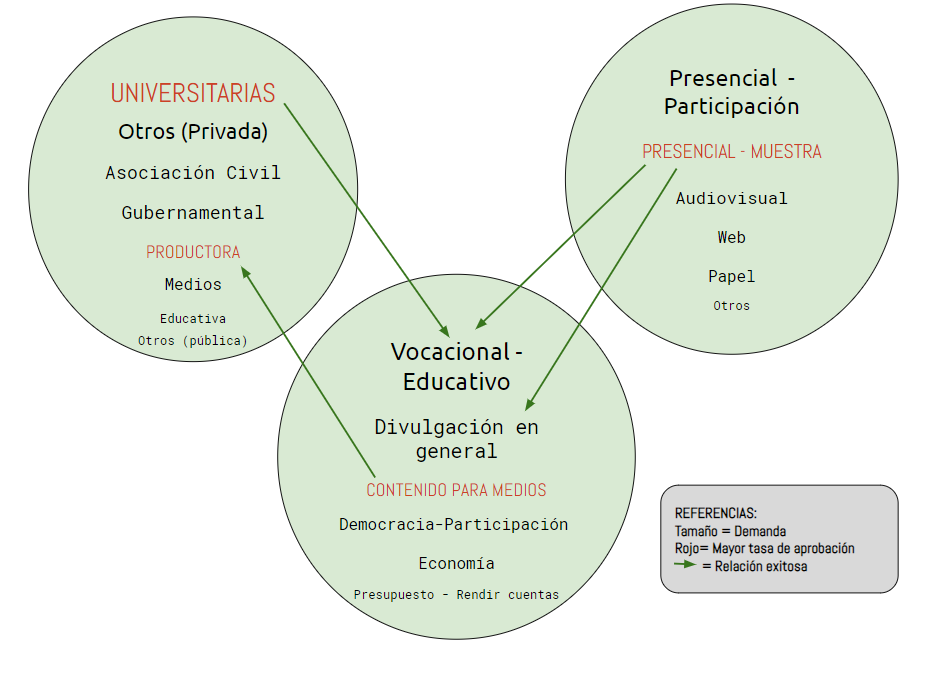 UNIVERSITARIAS
Otros (Privada)
Asociación Civil
Gubernamental
PRODUCTORA
Medios
Educativa
Otros (pública)
Presencial -
Participación
PRESENCIAL - MUESTRA
Audiovisual
Web
Papel
Otros
Vocacional -
Educativo
Divulgación en
general
CONTENIDO PARA MEDIOS
Democracia-Participación
Economía
Presupuesto - Rendir cuentas
REFERENCIAS:
Tamaño = Demanda
Rojo= Mayor tasa de aprobación
= Relación exitosa